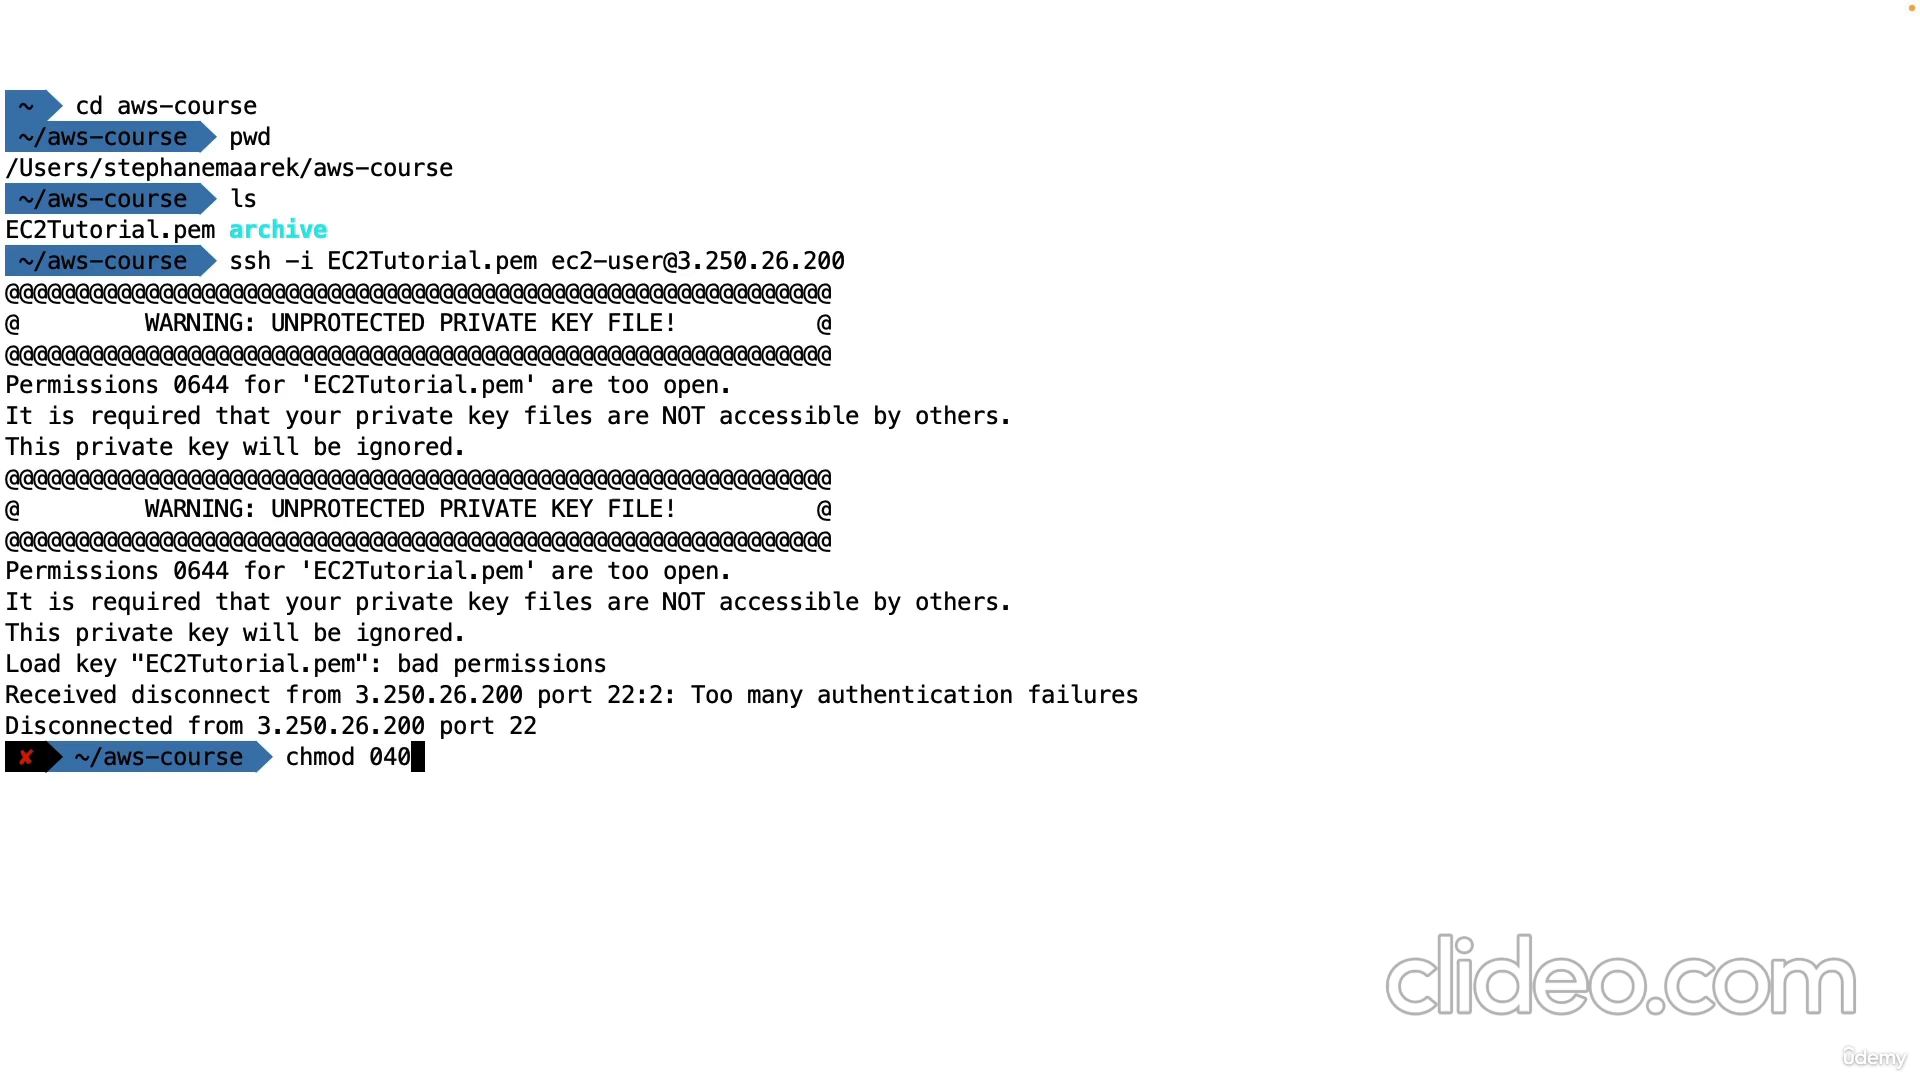 ~ cd aws-course
~/aws-course pwd
/Users/stephanemaarek/aws-course
~/aws-course ls
EC2Tutorial.pem archive
~/aws-course ssh -i EC2Tutorial.pem ec2-user@3.250.26.200
@@@@@@@@@@@@@@@@@@@@@@@@@@@@@@@@@@@@@@@@@@@@@@@@@@@@@@@@@@@
@         WARNING: UNPROTECTED PRIVATE KEY FILE!          @
@@@@@@@@@@@@@@@@@@@@@@@@@@@@@@@@@@@@@@@@@@@@@@@@@@@@@@@@@@@
Permissions 0644 for 'EC2Tutorial.pem' are too open.
It is required that your private key files are NOT accessible by others.
This private key will be ignored.
@@@@@@@@@@@@@@@@@@@@@@@@@@@@@@@@@@@@@@@@@@@@@@@@@@@@@@@@@@@
@         WARNING: UNPROTECTED PRIVATE KEY FILE!          @
@@@@@@@@@@@@@@@@@@@@@@@@@@@@@@@@@@@@@@@@@@@@@@@@@@@@@@@@@@@
Permissions 0644 for 'EC2Tutorial.pem' are too open.
It is required that your private key files are NOT accessible by others.
This private key will be ignored.
Load key "EC2Tutorial.pem": bad permissions
Received disconnect from 3.250.26.200 port 22:2: Too many authentication failures
Disconnected from 3.250.26.200 port 22
✘ ~/aws-course chmod 040
clideo.com
ûdemy